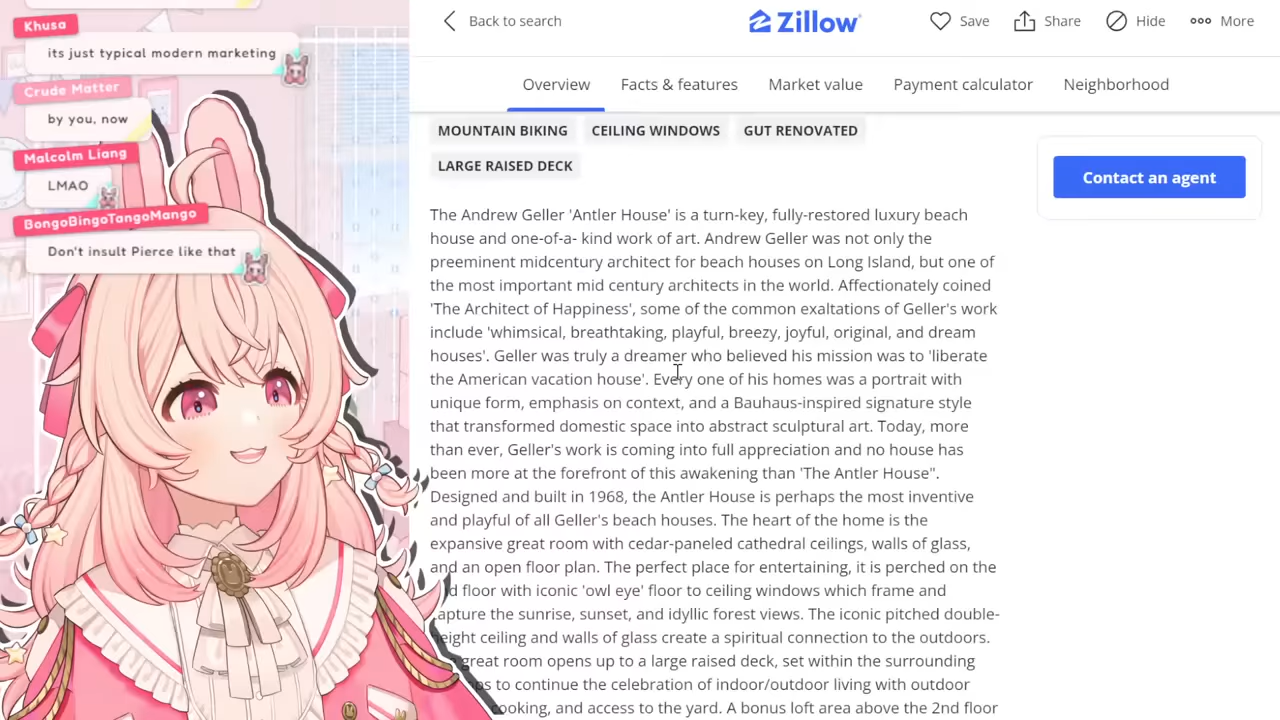 Khusa
its just typical modern marketing
Crude Matter
by you, now
Malcolm Liang
LMAO
BongoBingoTangoMango
Don't insult Pierce like that
Back to search
Zillow
Save
Share
Hide
More
Overview
Facts & features
Market value
Payment calculator
Neighborhood
MOUNTAIN BIKING
CEILING WINDOWS
GUT RENOVATED
LARGE RAISED DECK
Contact an agent
The Andrew Geller 'Antler House' is a turn-key, fully-restored luxury beach
house and one-of-a- kind work of art. Andrew Geller was not only the
preeminent midcentury architect for beach houses on Long Island, but one of
the most important mid century architects in the world. Affectionately coined
'The Architect of Happiness', some of the common exaltations of Geller's work
include 'whimsical, breathtaking, playful, breezy, joyful, original, and dream
houses'. Geller was truly a dreamer who believed his mission was to 'liberate
the American vacation house'. Every one of his homes was a portrait with
unique form, emphasis on context, and a Bauhaus-inspired signature style
that transformed domestic space into abstract sculptural art. Today, more
than ever, Geller's work is coming into full appreciation and no house has
been more at the forefront of this awakening than 'The Antler House".
Designed and built in 1968, the Antler House is perhaps the most inventive
and playful of all Geller's beach houses. The heart of the home is the
expansive great room with cedar-paneled cathedral ceilings, walls of glass,
and an open floor plan. The perfect place for entertaining, it is perched on the
floor with iconic 'owl eye' floor to ceiling windows which frame and
capture the sunrise, sunset, and idyllic forest views. The iconic pitched double-
height ceiling and walls of glass create a spiritual connection to the outdoors.
great room opens up to a large raised deck, set within the surrounding
to continue the celebration of indoor/outdoor living with outdoor
cooking, and access to the yard. A bonus loft area above the 2nd floor